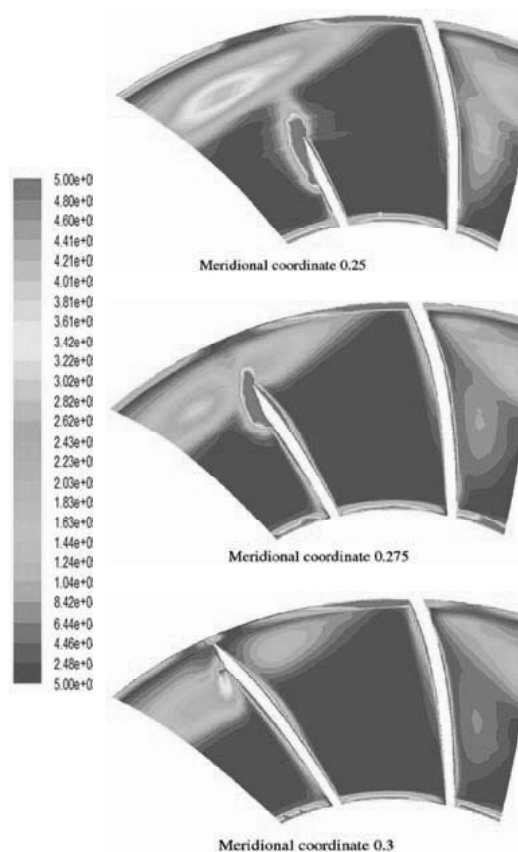 5.00e+0
4.80e+0
4.60e+0
4.41e+0
4.21e+0
4.01e+0
3.81e+0
3.61e+0
3.42e+0
3.22e+0
3.02e+0
2.82e+0
2.62e+0
2.43e+0
2.23e+0
2.03e+0
1.83e+0
1.63e+0
1.44e+0
1.24e+0
1.04e+0
8.42e+0
6.44e+0
4.46e+0
2.48e+0
5.00e+0
Meridional coordinate 0.25
Meridional coordinate 0.275
Meridional coordinate 0.3